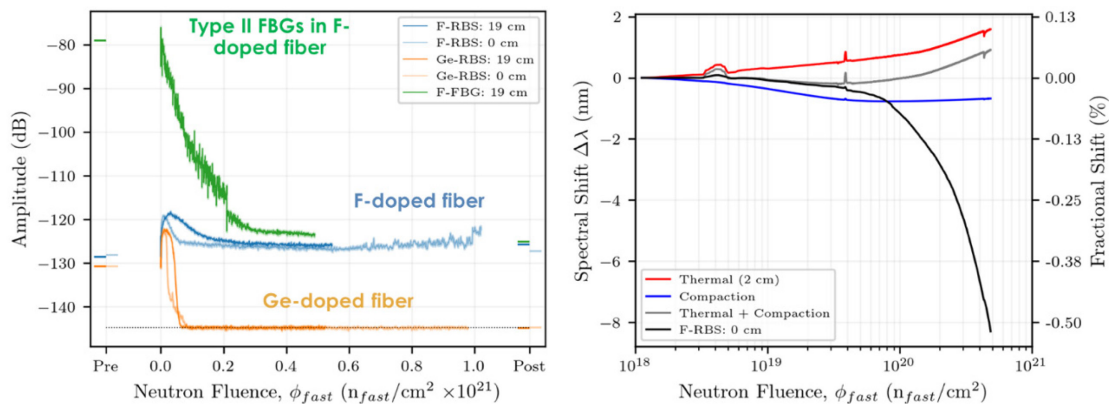 Type II FBGs in F-
doped fiber
F-RBS: 19 cm
F-RBS: 0 cm
Ge-RBS: 19 cm
Ge-RBS: 0 cm
F-FBG: 19 cm
F-doped fiber
Ge-doped fiber
Amplitude (dB)
−80
−90
−100
−110
−120
−130
−140
Pre
0.0
0.2
0.4
0.6
0.8
1.0
Post
Neutron Fluence, ϕfast (nfast/cm² ×10²¹)
Spectral Shift Δλ (nm)
2
0
−2
−4
−6
−8
Thermal (2 cm)
Compaction
Thermal + Compaction
F-RBS: 0 cm
10¹⁸
10¹⁹
10²⁰
10²¹
Neutron Fluence, ϕfast (nfast/cm²)
0.13
0.00
-0.13
-0.25
-0.38
-0.50
Fractional Shift (%)